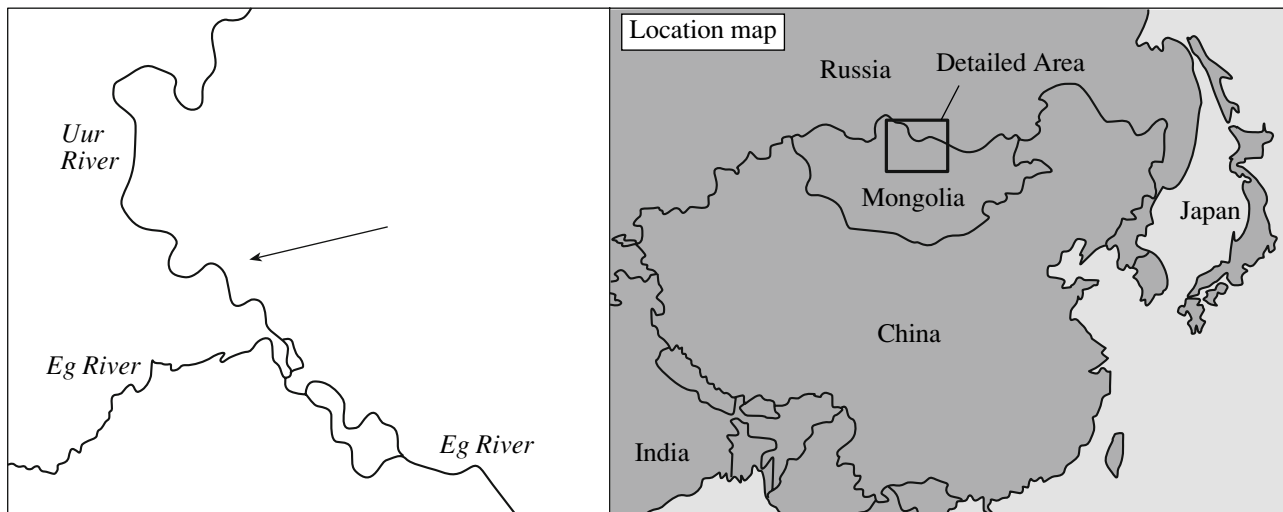 Uur
River
Eg River
Eg River
Location map
Russia
Detailed Area
Mongolia
Japan
China
India